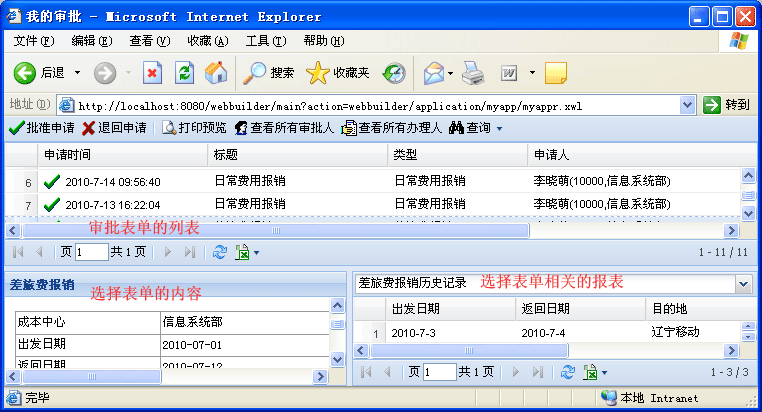 我的审批 - Microsoft Internet Explorer
文件(F) 编辑(E) 查看(V) 收藏(A) 工具(T) 帮助(H)
后退 搜索 收藏夹
地址(D) http://localhost:8080/webbuilder/main?action=webbuilder/application/myapp/myappr.xwl 转到
批准申请 退回申请 打印预览 查看所有审批人 查看所有办理人 查询
申请时间 标题 类型 申请人
6 2010-7-14 09:56:40 日常费用报销 日常费用报销 李晓萌(10000,信息系统部)
7 2010-7-13 16:22:04 日常费用报销 日常费用报销 李晓萌(10000,信息系统部)
审批表单的列表
页 1 共 1 页 1 - 11 / 11
差旅费报销
选择表单的内容
成本中心 信息系统部
出发日期 2010-07-01
返回日期 2010-07-12
差旅费报销历史记录 选择表单相关的报表
出发日期 返回日期 目的地
1 2010-7-3 2010-7-4 辽宁移动
页 1 共 1 页 1 - 3 / 3
完毕 本地 Intranet